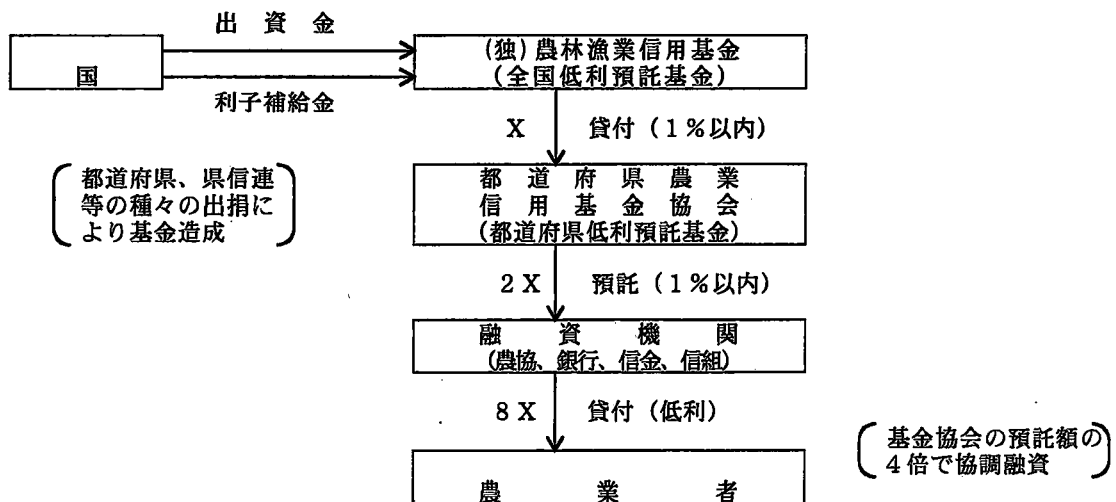 出資金
国
(独)農林漁業信用基金
(全国低利預託基金)
利子補給金
X 貸付(1%以内)
都道府県、県信連
等の種々の出捐に
より基金造成
都道府県農業
信用基金協会
(都道府県低利預託基金)
2X 預託(1%以内)
融資機関
(農協、銀行、信金、信組)
8X 貸付(低利)
基金協会の預託額の
4倍で協調融資
農業者